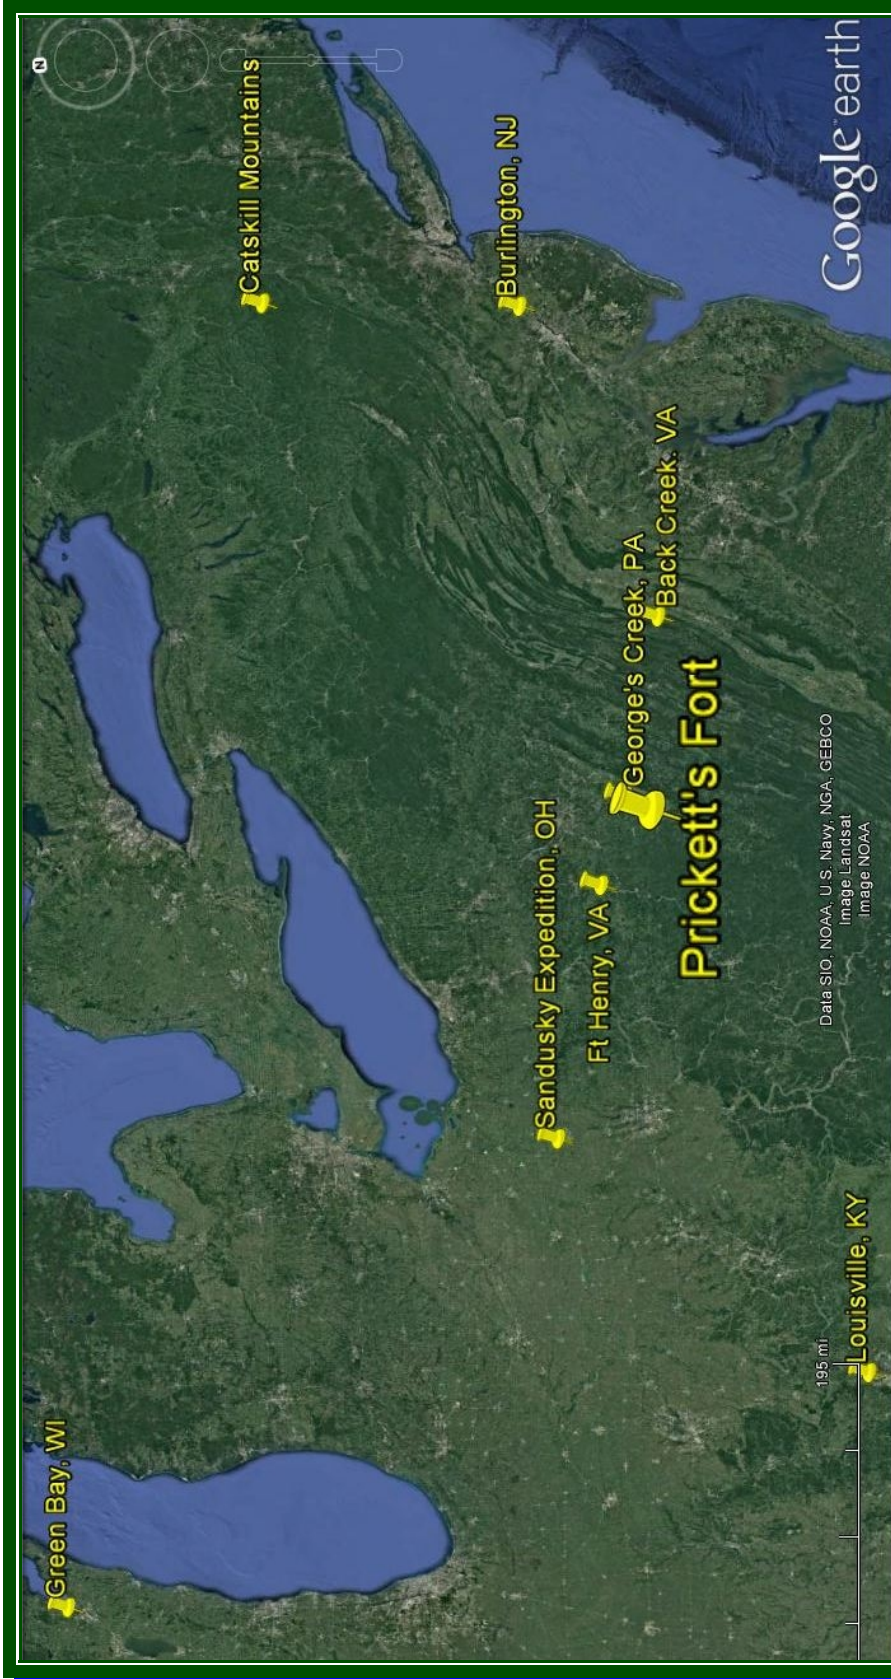 N
Green Bay, WI
Catskill Mountains
Burlington, NJ
Sandusky Expedition, OH
Ft Henry, VA
George's Creek, PA
Back Creek. VA
Prickett's Fort
Louisville, KY
195 mi
Data SIO, NOAA, U.S. Navy, NGA, GEBCO
Image Landsat
Image NOAA
Google earth